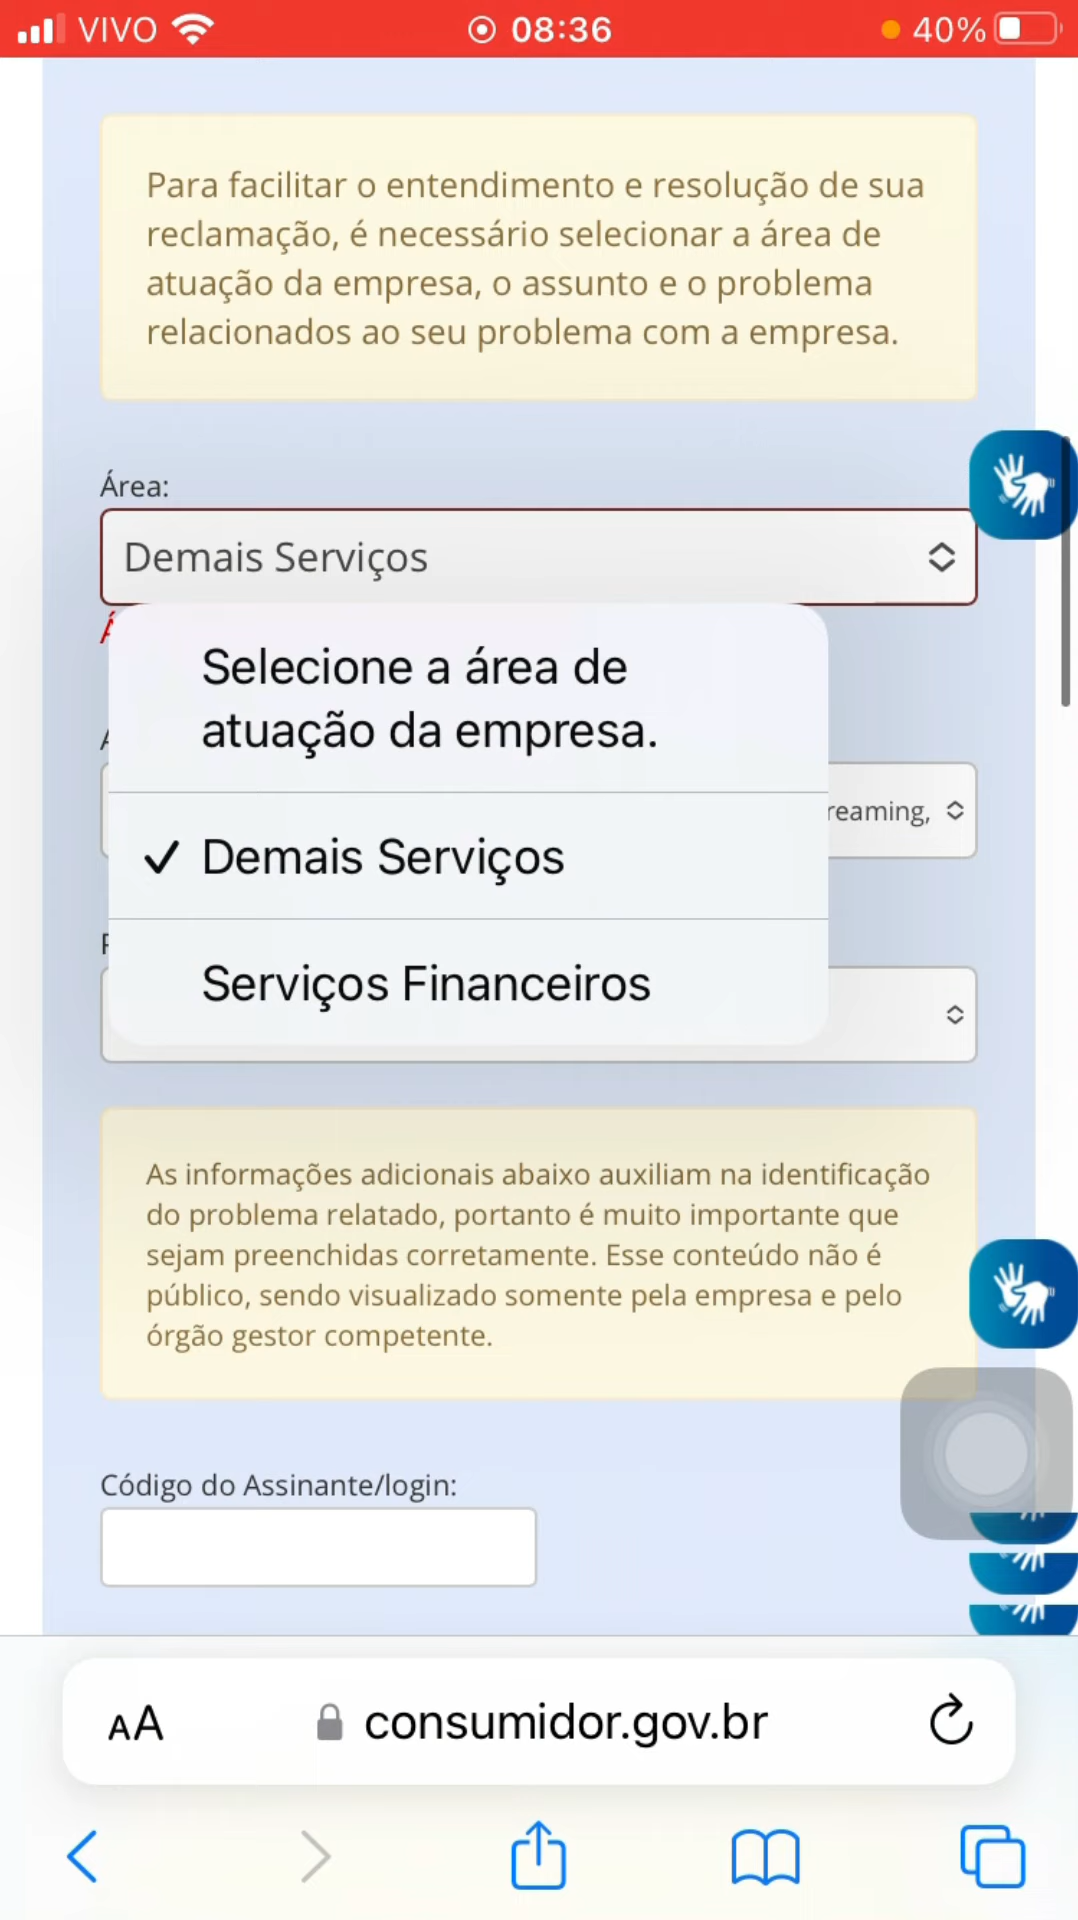 VIVO 08:36 40%
Para facilitar o entendimento e resolução de sua
reclamação, é necessário selecionar a área de
atuação da empresa, o assunto e o problema
relacionados ao seu problema com a empresa.
Área:
Demais Serviços
Selecione a área de
atuação da empresa.
reaming,
✓ Demais Serviços
Serviços Financeiros
As informações adicionais abaixo auxiliam na identificação
do problema relatado, portanto é muito importante que
sejam preenchidas corretamente. Esse conteúdo não é
público, sendo visualizado somente pela empresa e pelo
órgão gestor competente.
Código do Assinante/login:
AA consumidor.gov.br